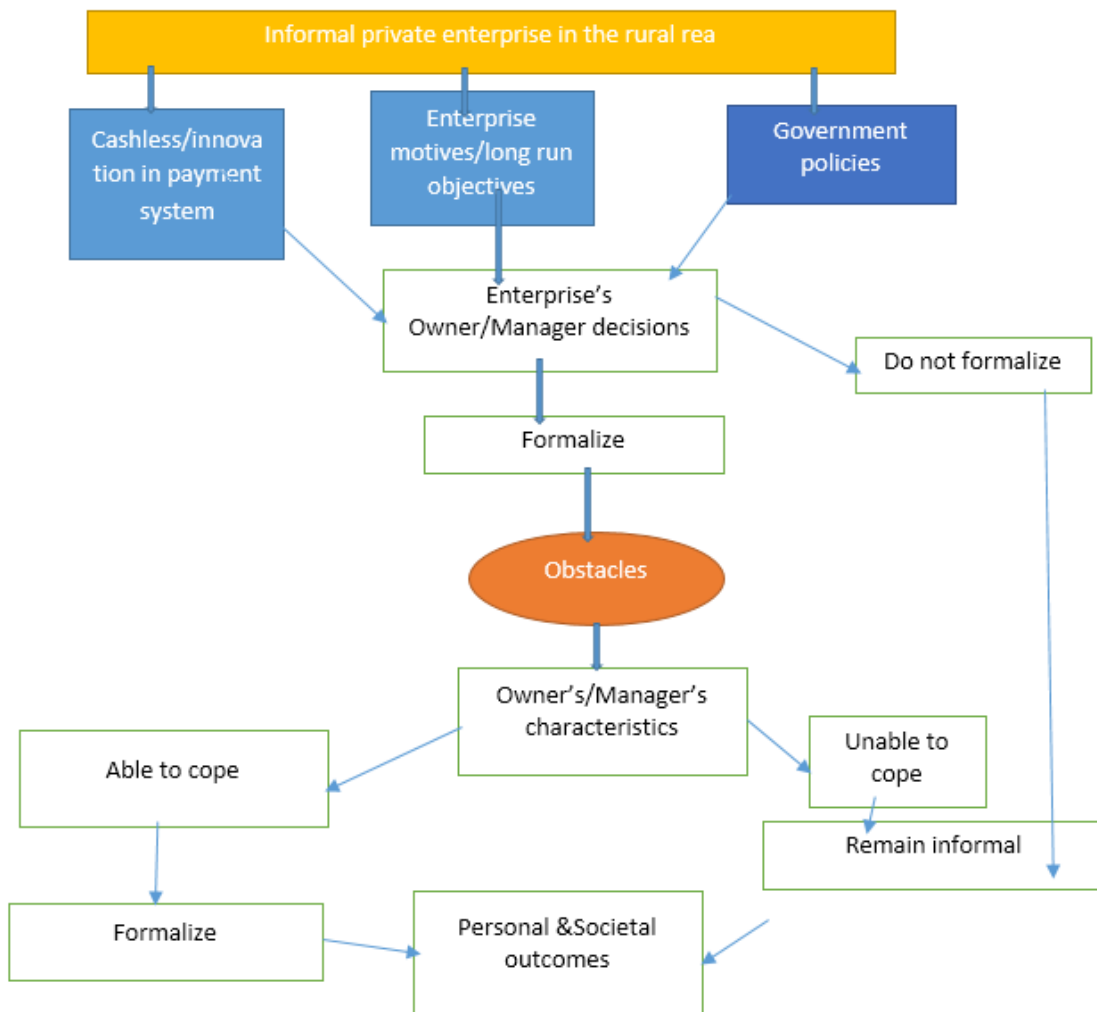 Informal private enterprise in the rural rea
Cashless/innova
tion in payment
system
Enterprise
motives/long run
objectives
Government
policies
Enterprise's
Owner/Manager decisions
Do not formalize
Formalize
Obstacles
Owner's/Manager's
characteristics
Able to cope
Unable to
cope
Remain informal
Formalize
Personal &Societal
outcomes